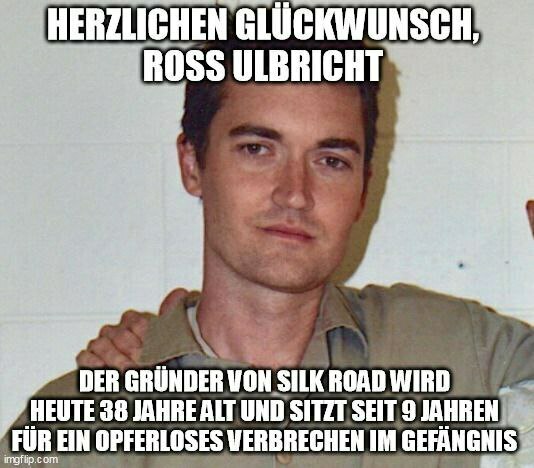 HERZLICHEN GLÜCKWUNSCH,
ROSS ULBRICHT
DER GRÜNDER VON SILK ROAD WIRD
HEUTE 38 JAHRE ALT UND SITZT SEIT 9 JAHREN
FÜR EIN OPFERLOSES VERBRECHEN IM GEFÄNGNIS
imgflip.com